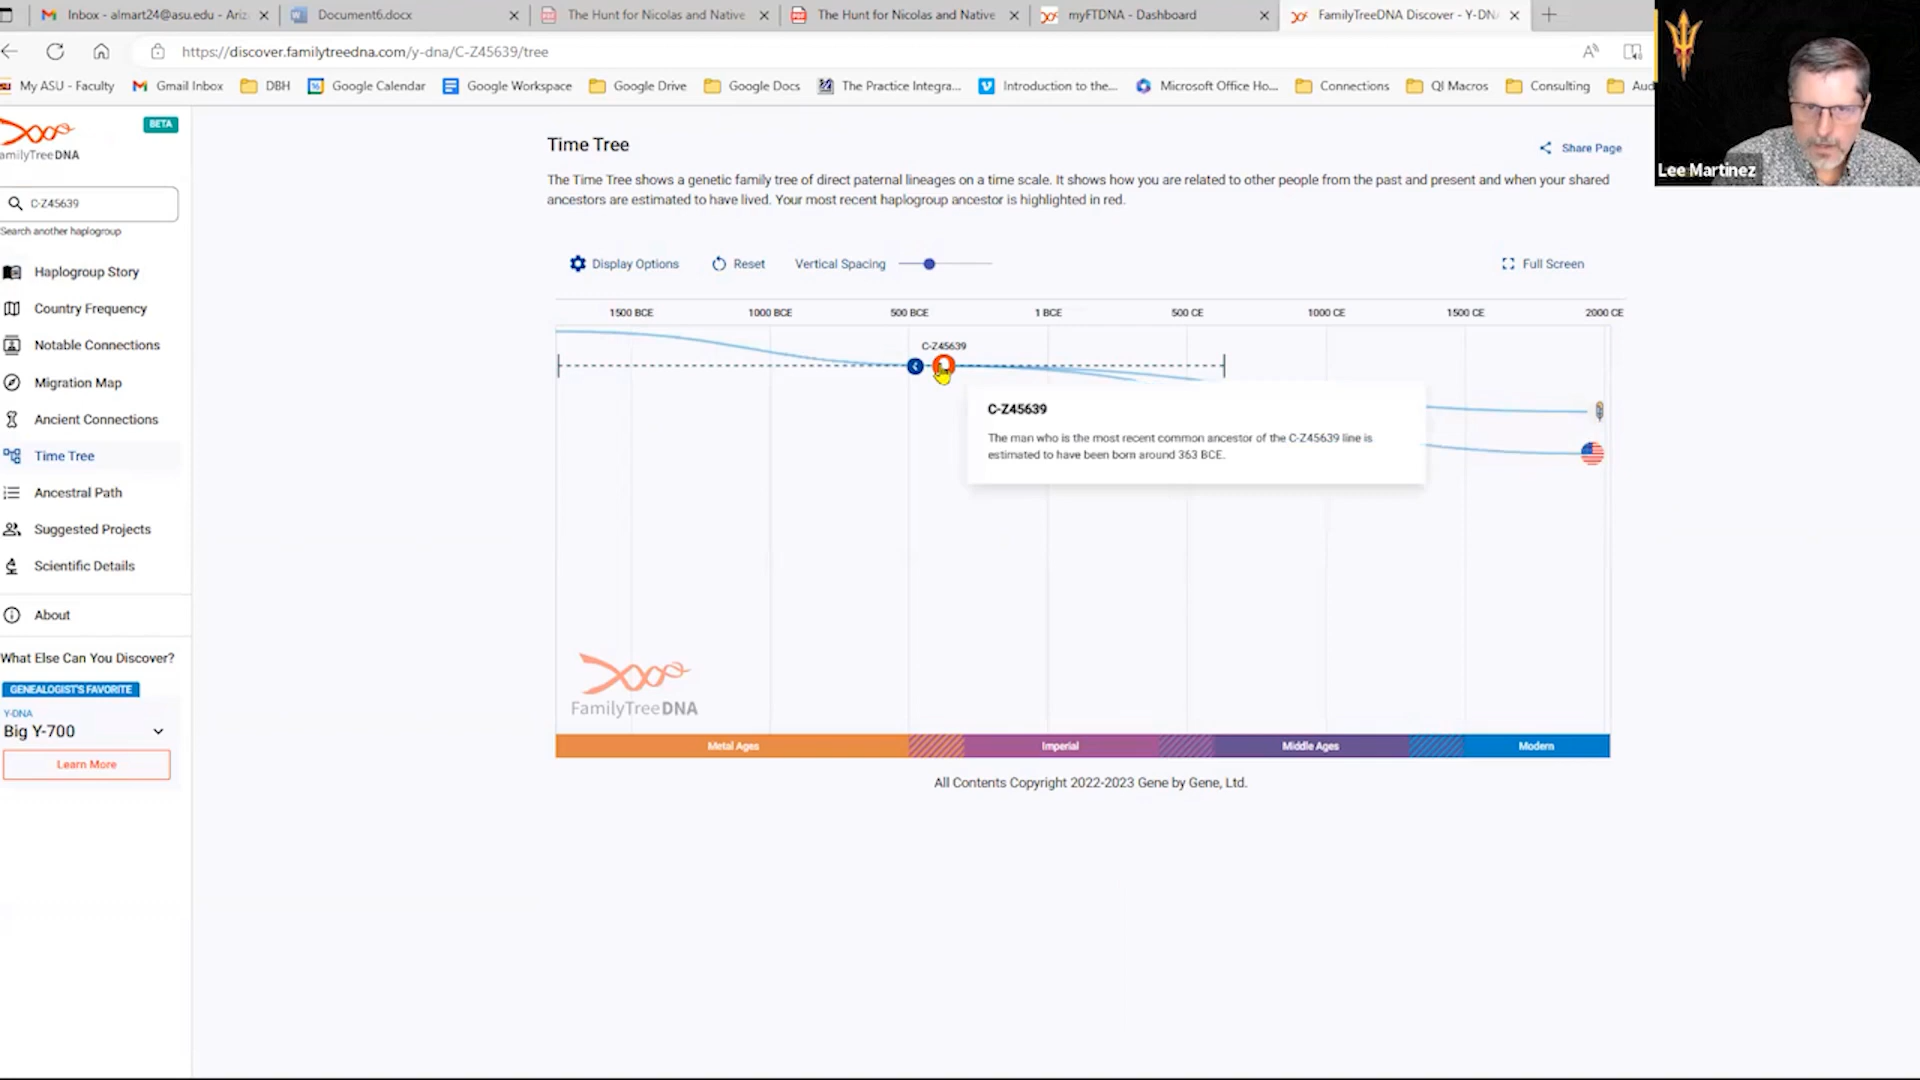 Inbox - almart24@asu.edu - Ariz
Document6.docx
The Hunt for Nicolas and Native
The Hunt for Nicolas and Native
myFTDNA - Dashboard
FamilyTreeDNA Discover - Y-DN
https://discover.familytreedna.com/y-dna/C-Z45639/tree
My ASU - Faculty
Gmail Inbox
DBH
Google Calendar
Google Workspace
Google Drive
Google Docs
The Practice Integra...
Introduction to the...
Microsoft Office Ho...
Connections
QI Macros
Consulting
Aud
Lee Martinez
BETA
amilyTreeDNA
C-Z45639
Search another haplogroup
Haplogroup Story
Country Frequency
Notable Connections
Migration Map
Ancient Connections
Time Tree
Ancestral Path
Suggested Projects
Scientific Details
About
What Else Can You Discover?
GENEALOGIST'S FAVORITE
Y-DNA
Big Y-700
Learn More
Time Tree
Share Page
The Time Tree shows a genetic family tree of direct paternal lineages on a time scale. It shows how you are related to other people from the past and present and when your shared
ancestors are estimated to have lived. Your most recent haplogroup ancestor is highlighted in red.
Display Options
Reset
Vertical Spacing
Full Screen
1500 BCE 1000 BCE 500 BCE 1 BCE 500 CE 1000 CE 1500 CE 2000 CE
C-Z45639
C-Z45639
The man who is the most recent common ancestor of the C-Z45639 line is
estimated to have been born around 363 BCE.
FamilyTreeDNA
Metal Ages Imperial Middle Ages Modern
All Contents Copyright 2022-2023 Gene by Gene, Ltd.